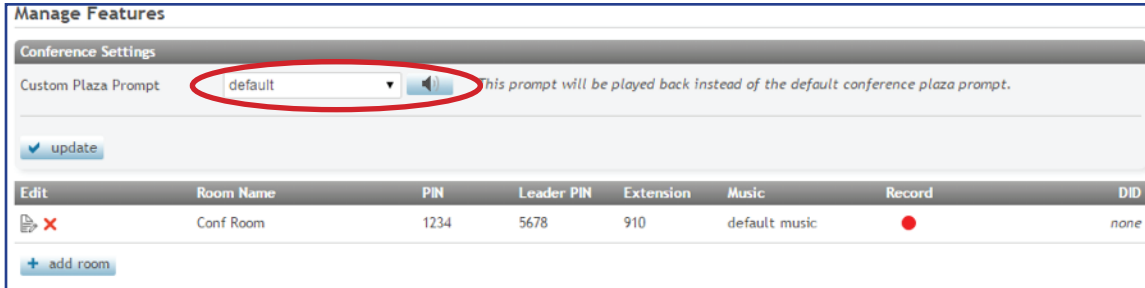 Manage Features
Conference Settings
Custom Plaza Prompt default This prompt will be played back instead of the default conference plaza prompt.
update
Edit Room Name PIN Leader PIN Extension Music Record DID
Conf Room 1234 5678 910 default music none
+ add room